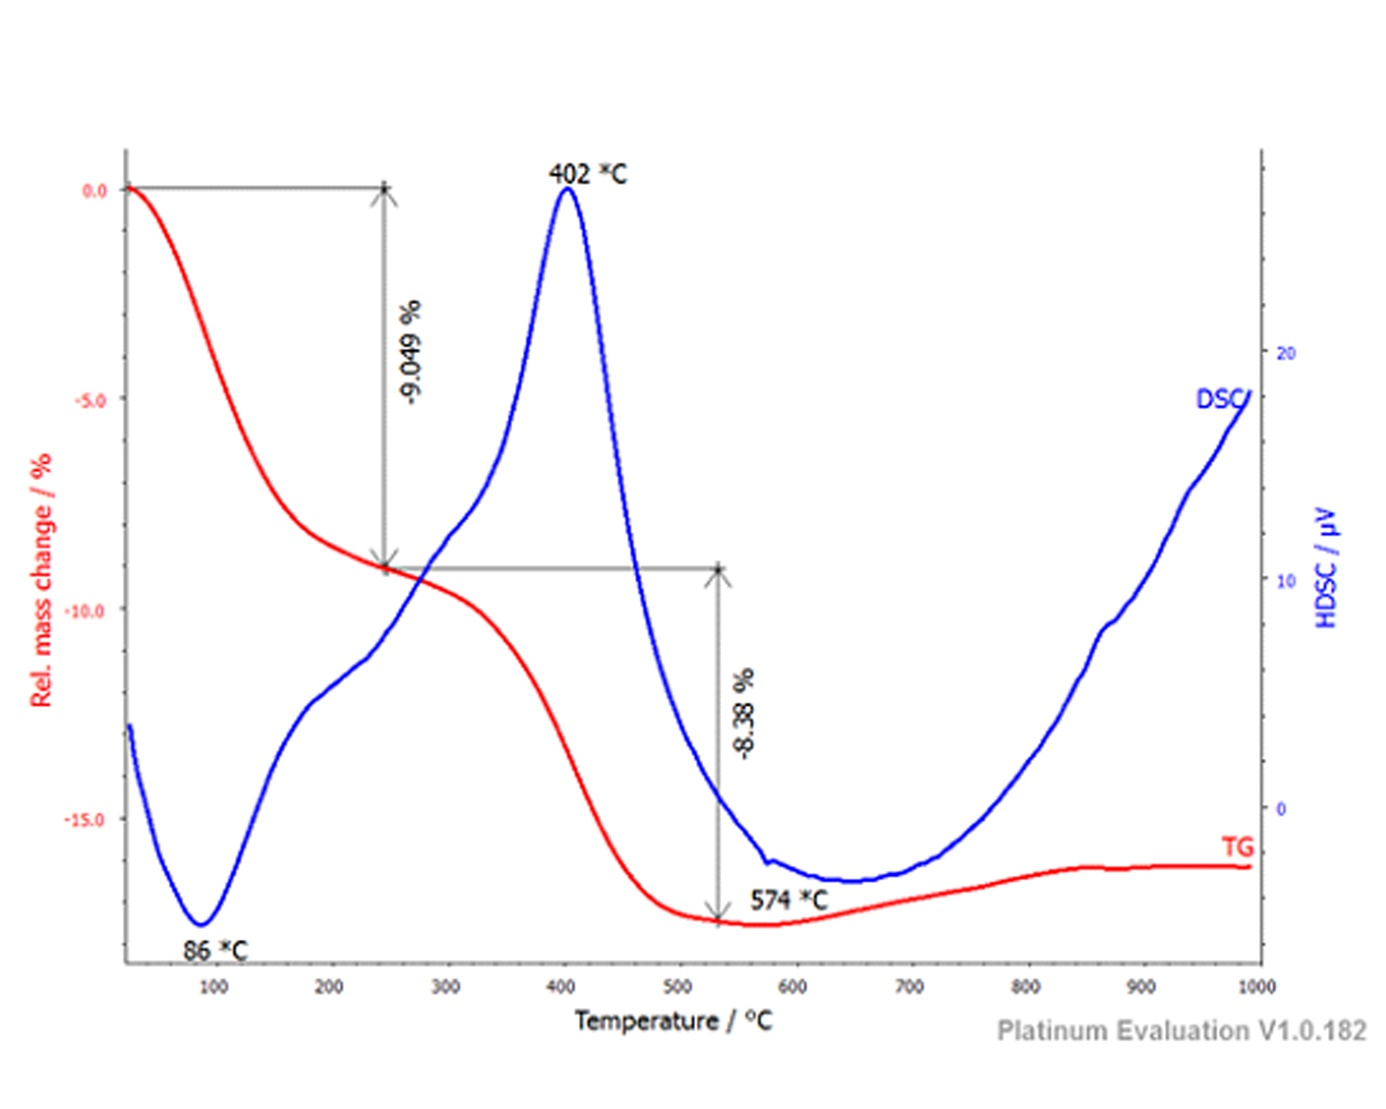 402 *C
0.0
-9.049 %
20
-5.0
DSC
Rel. mass change / %
HDSC / µV
10
-10.0
-8.38 %
0
-15.0
TG
574 *C
86 *C
100 200 300 400 500 600 700 800 900 1000
Temperature / °C
Platinum Evaluation V1.0.182